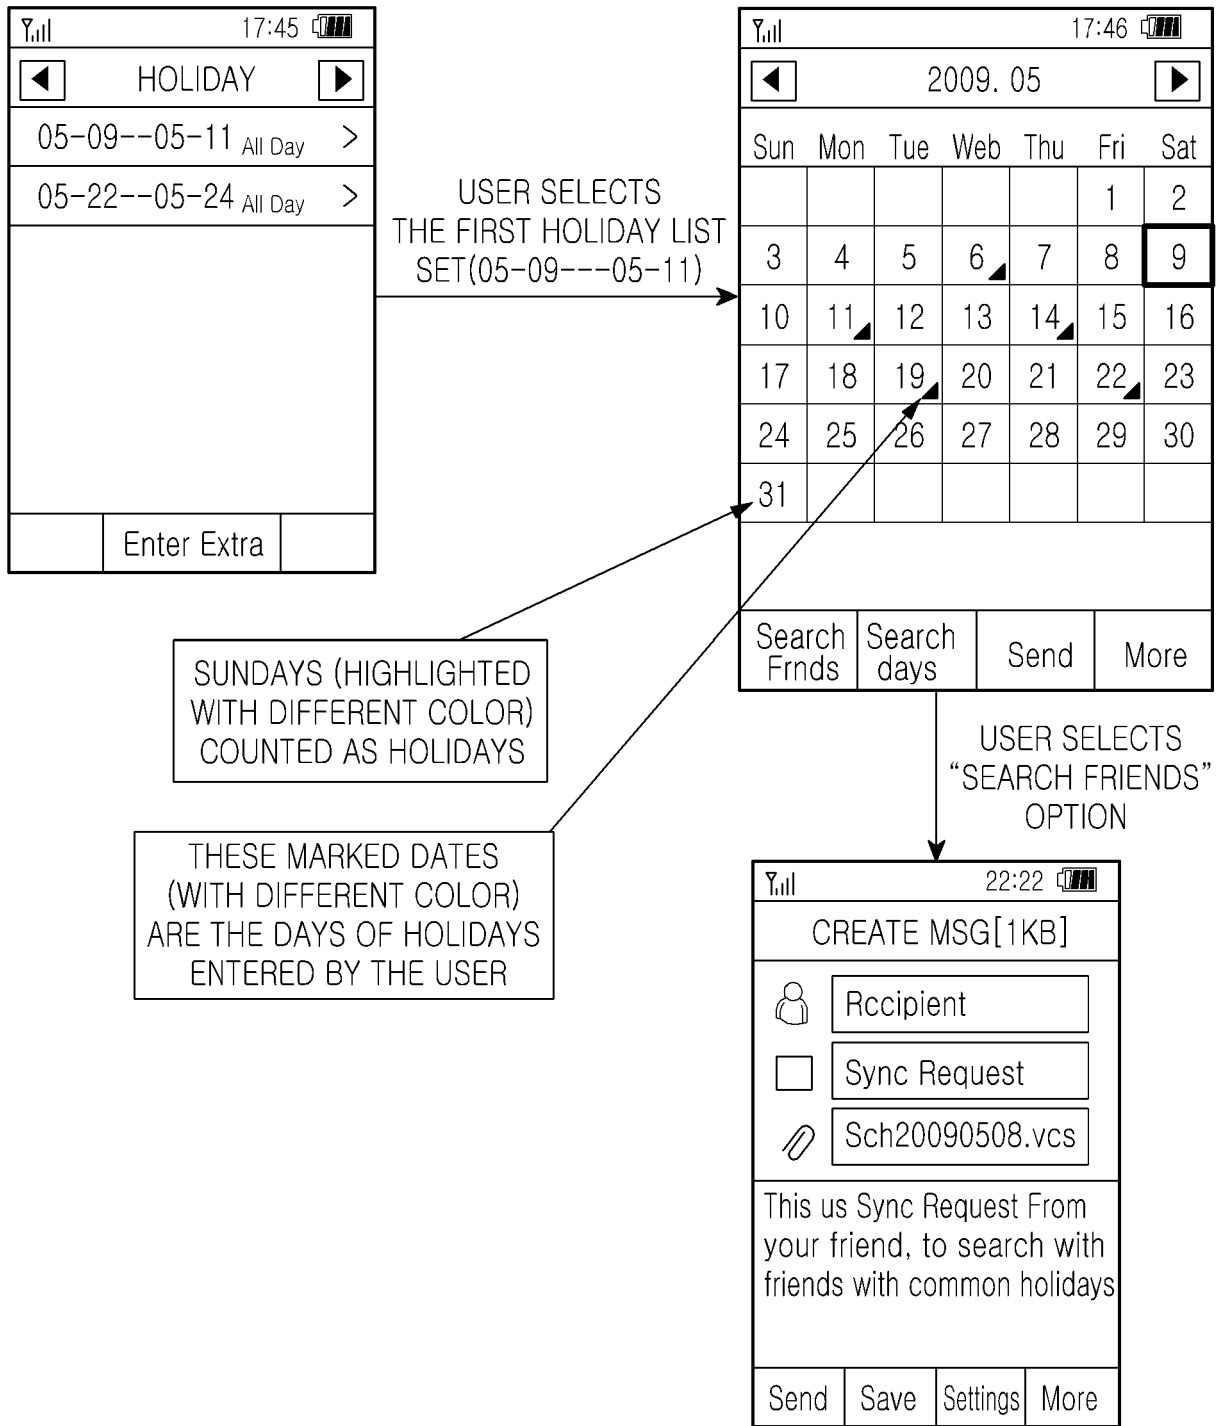 17:45
HOLIDAY
05-09--05-11 All Day >
05-22--05-24 All Day >
Enter Extra
USER SELECTS
THE FIRST HOLIDAY LIST
SET(05-09---05-11)
17:46
2009. 05
Sun Mon Tue Web Thu Fri Sat
1 2
3 4 5 6 7 8 9
10 11 12 13 14 15 16
17 18 19 20 21 22 23
24 25 26 27 28 29 30
31
Search Frnds
Search days
Send
More
SUNDAYS (HIGHLIGHTED
WITH DIFFERENT COLOR)
COUNTED AS HOLIDAYS
THESE MARKED DATES
(WITH DIFFERENT COLOR)
ARE THE DAYS OF HOLIDAYS
ENTERED BY THE USER
USER SELECTS
“SEARCH FRIENDS”
OPTION
22:22
CREATE MSG[1KB]
Rccipient
Sync Request
Sch20090508.vcs
This us Sync Request From
your friend, to search with
friends with common holidays
Send Save Settings More